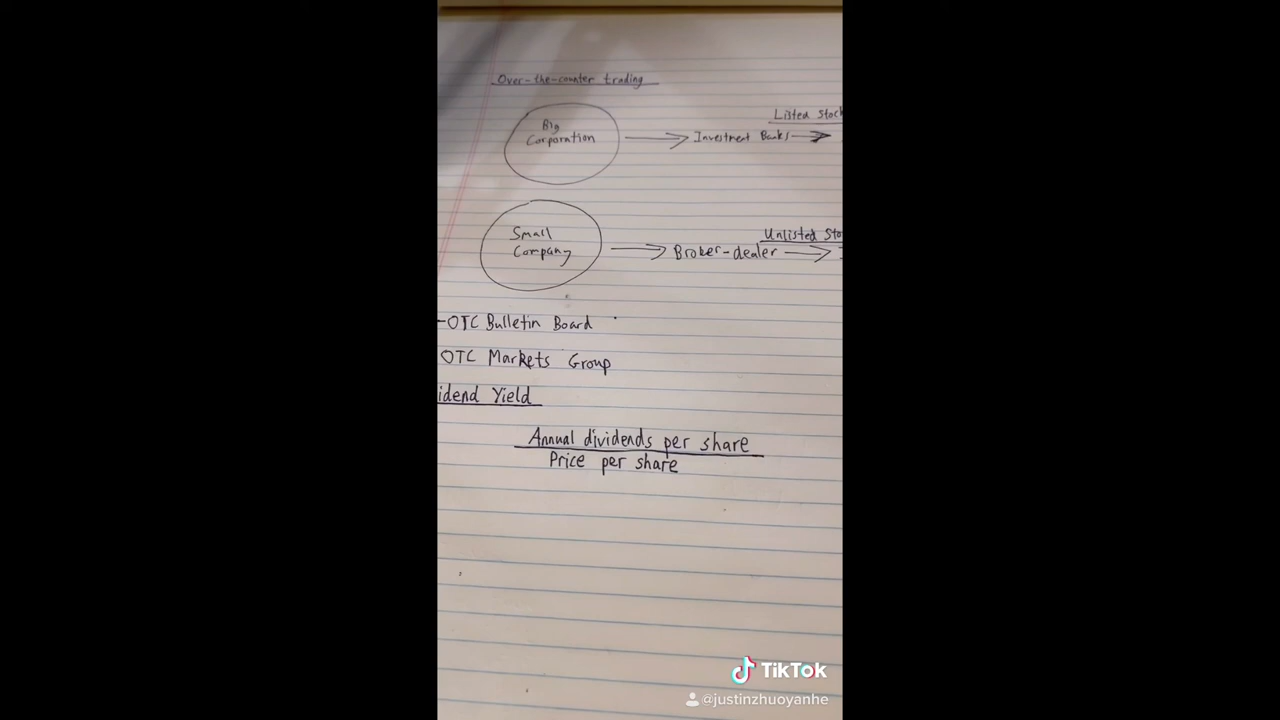 Over-the-counter trading
Listed Stock
Big
Corporation
Investment Banks
Unlisted Sto
Small
Company
Broker-dealer
-OTC Bulletin Board
OTC Markets Group
idend Yield
Annual dividends per share
Price per share
TikTok
@justinzhuoyanhe